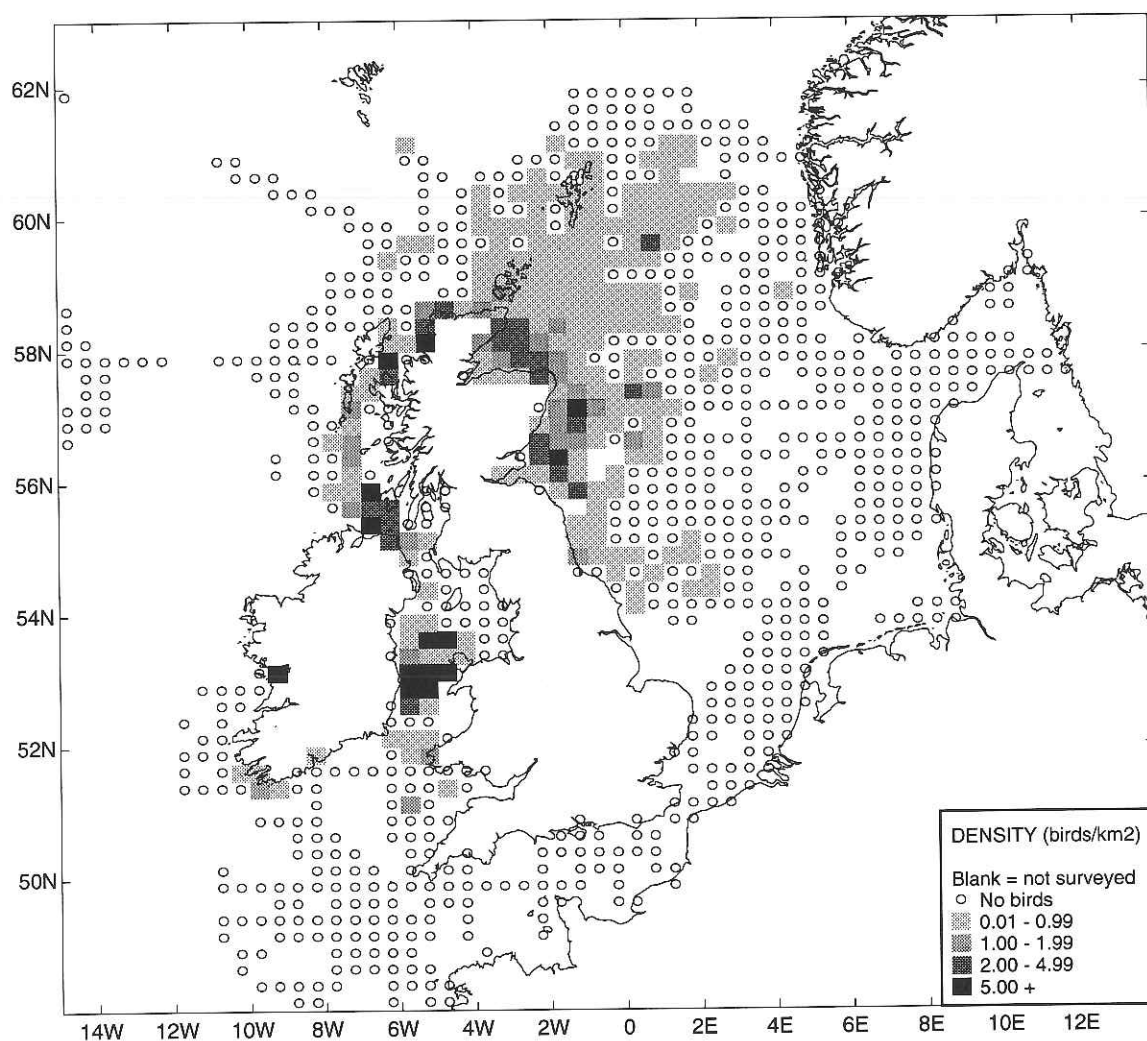 62N
60N
58N
56N
54N
52N
50N
14W 12W 10W 8W 6W 4W 2W 0 2E 4E 6E 8E 10E 12E
DENSITY (birds/km2)
Blank = not surveyed
No birds
0.01 - 0.99
1.00 - 1.99
2.00 - 4.99
5.00 +